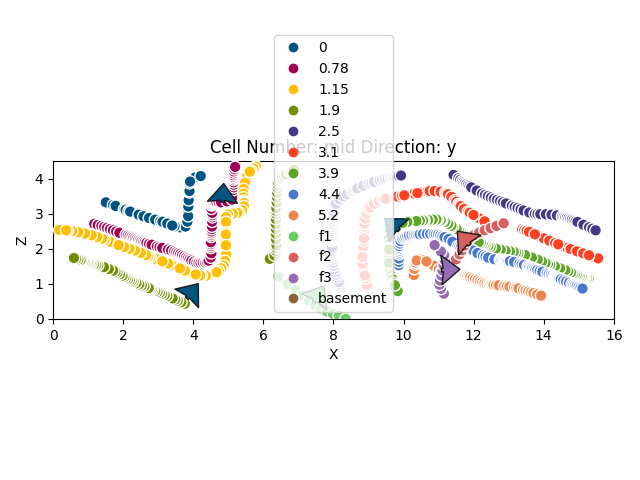 Cell Number: mid Direction: y
0
0.78
1.15
1.9
2.5
3.1
3.9
4.4
5.2
f1
f2
f3
basement
4
3
2
1
0
Z
0 2 4 6 8 10 12 14 16
X